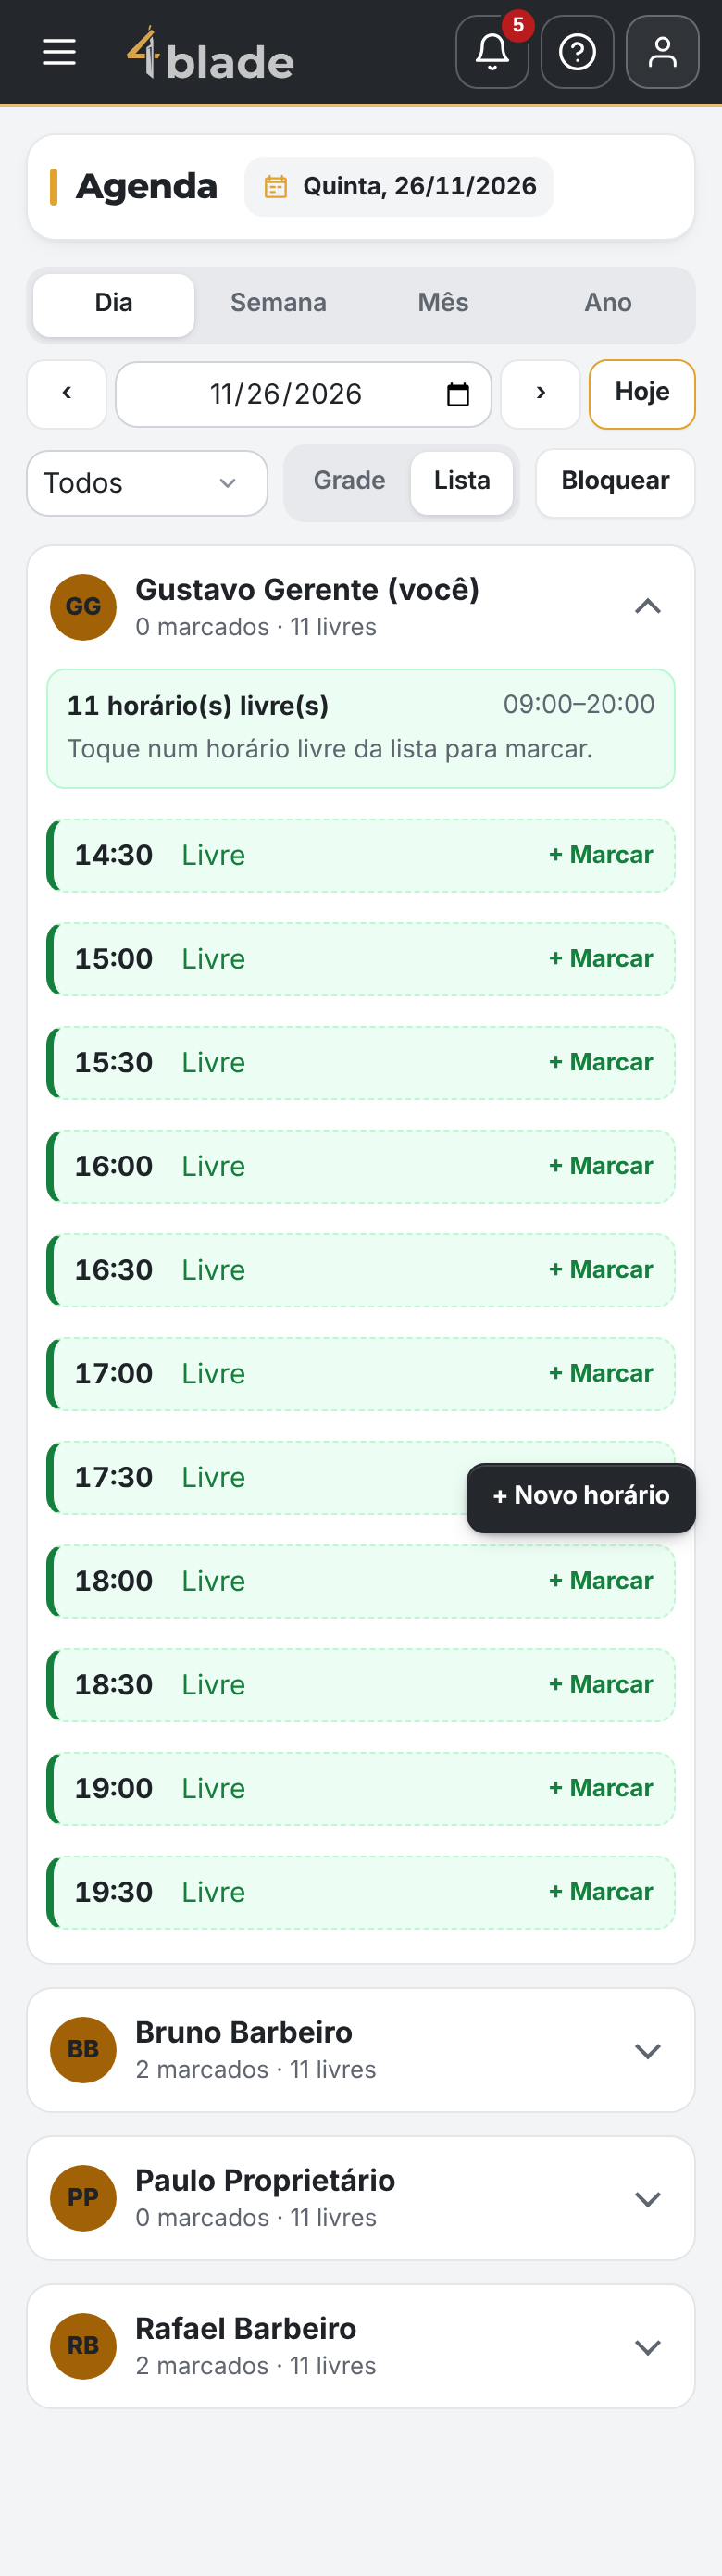 5
4blade
Agenda
Quinta, 26/11/2026
Dia
Semana
Mês
Ano
‹
11/26/2026
›
Hoje
Todos
Grade
Lista
Bloquear
GG
Gustavo Gerente (você)
0 marcados · 11 livres
11 horário(s) livre(s)
09:00–20:00
Toque num horário livre da lista para marcar.
14:30 Livre + Marcar
15:00 Livre + Marcar
15:30 Livre + Marcar
16:00 Livre + Marcar
16:30 Livre + Marcar
17:00 Livre + Marcar
17:30 Livre
+ Novo horário
18:00 Livre + Marcar
18:30 Livre + Marcar
19:00 Livre + Marcar
19:30 Livre + Marcar
BB
Bruno Barbeiro
2 marcados · 11 livres
PP
Paulo Proprietário
0 marcados · 11 livres
RB
Rafael Barbeiro
2 marcados · 11 livres